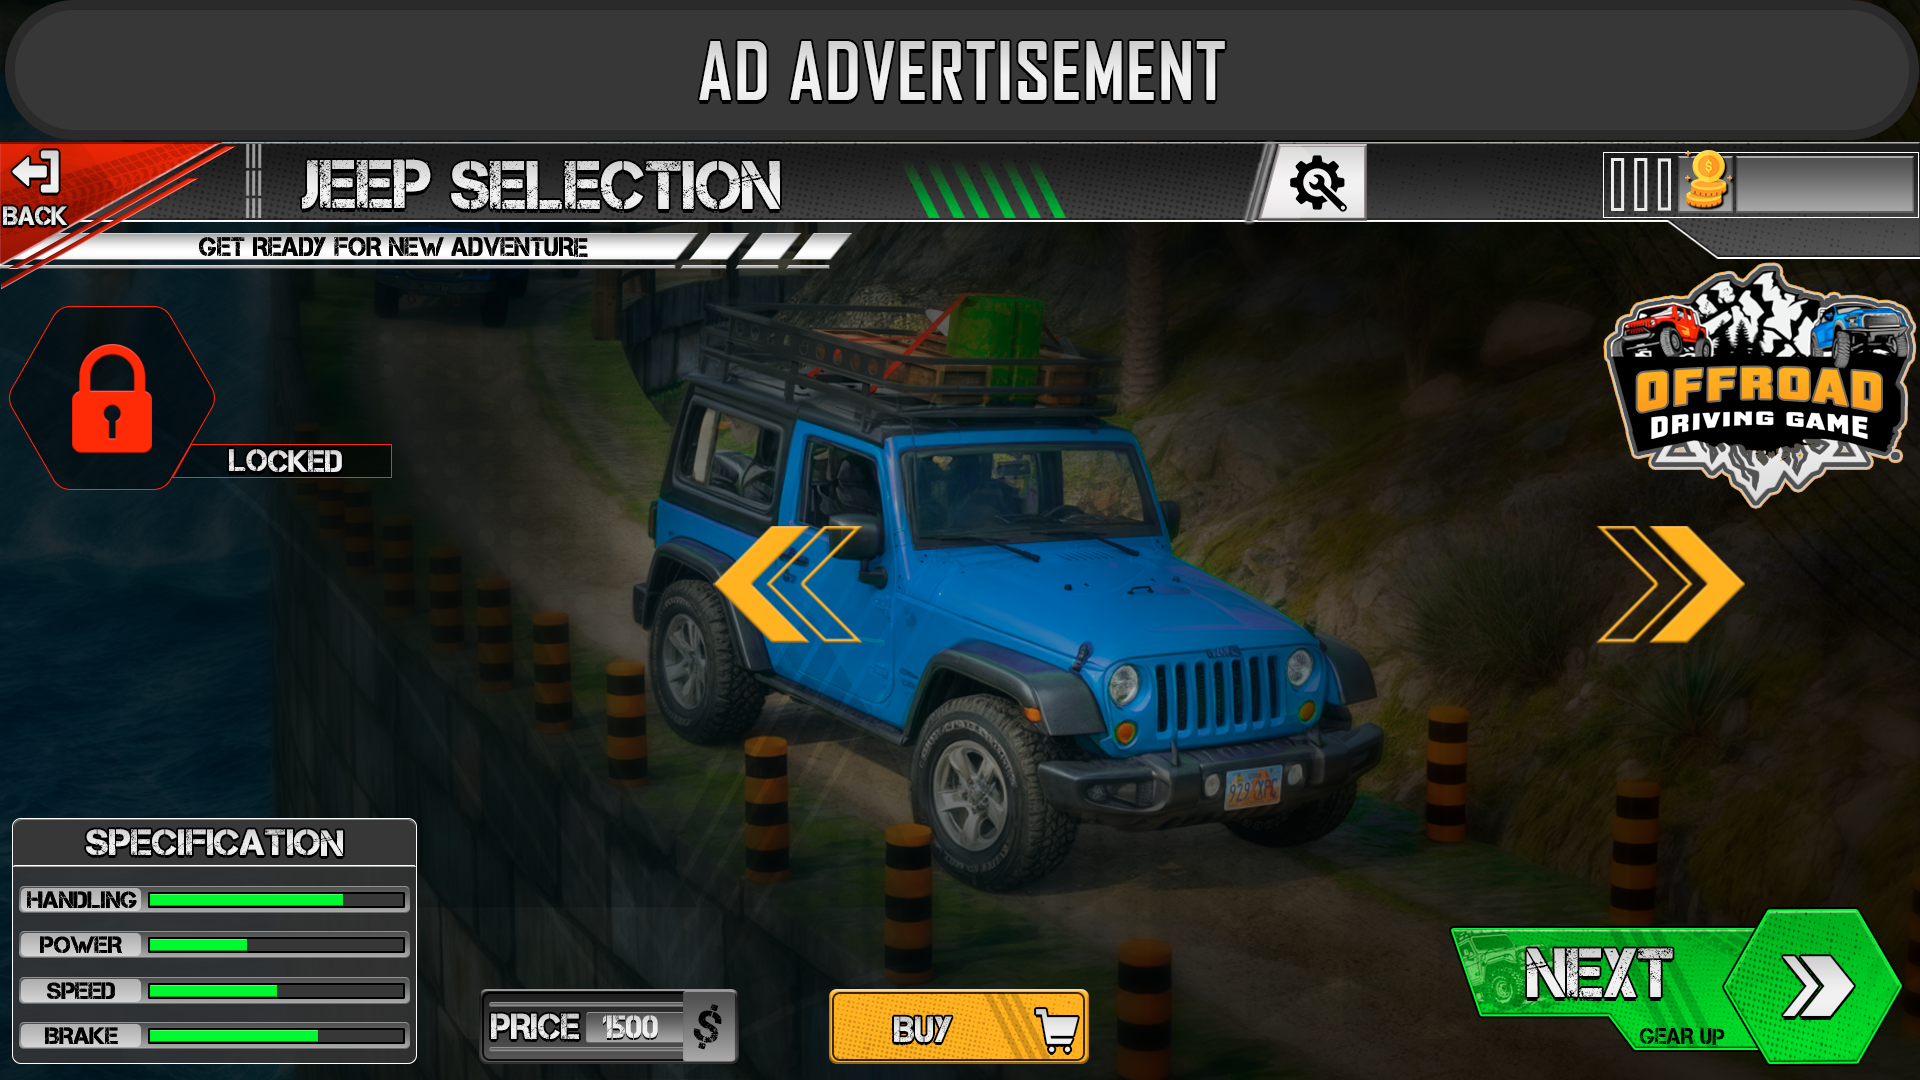 AD ADVERTISEMENT
BACK
JEEP SELECTION
GET READY FOR NEW ADVENTURE
OFFROAD
DRIVING GAME
LOCKED
SPECIFICATION
HANDLING
POWER
SPEED
BRAKE
PRICE 1500 $
BUY
NEXT
GEAR UP